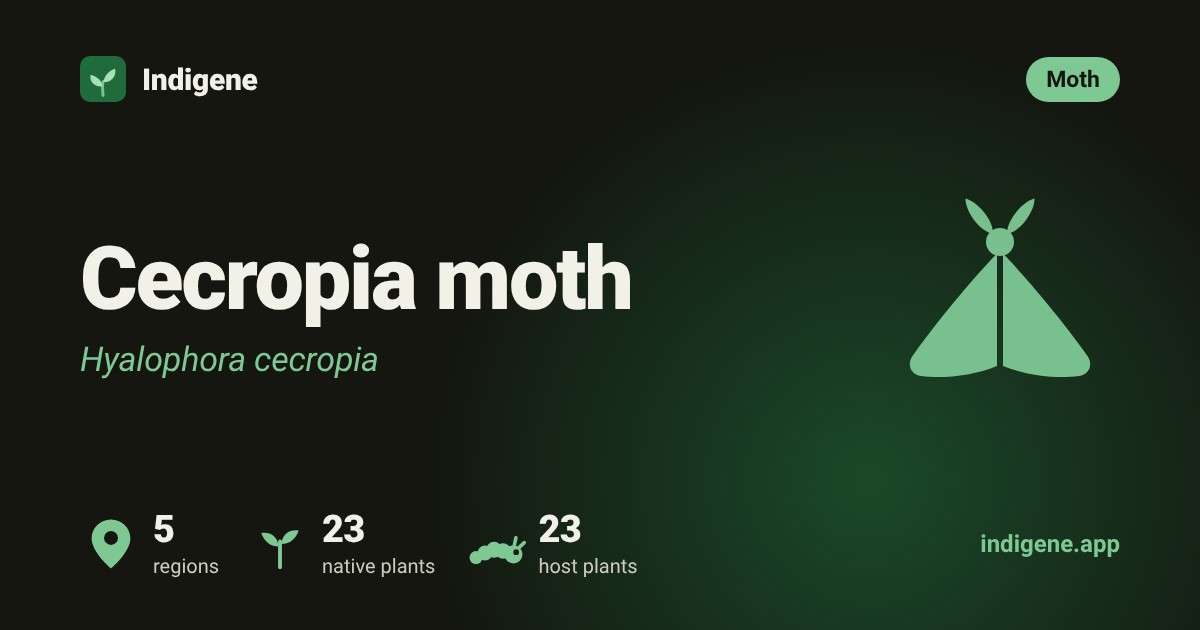 Indigene
Moth
Cecropia moth
Hyalophora cecropia
5
regions
23
native plants
23
host plants
indigene.app